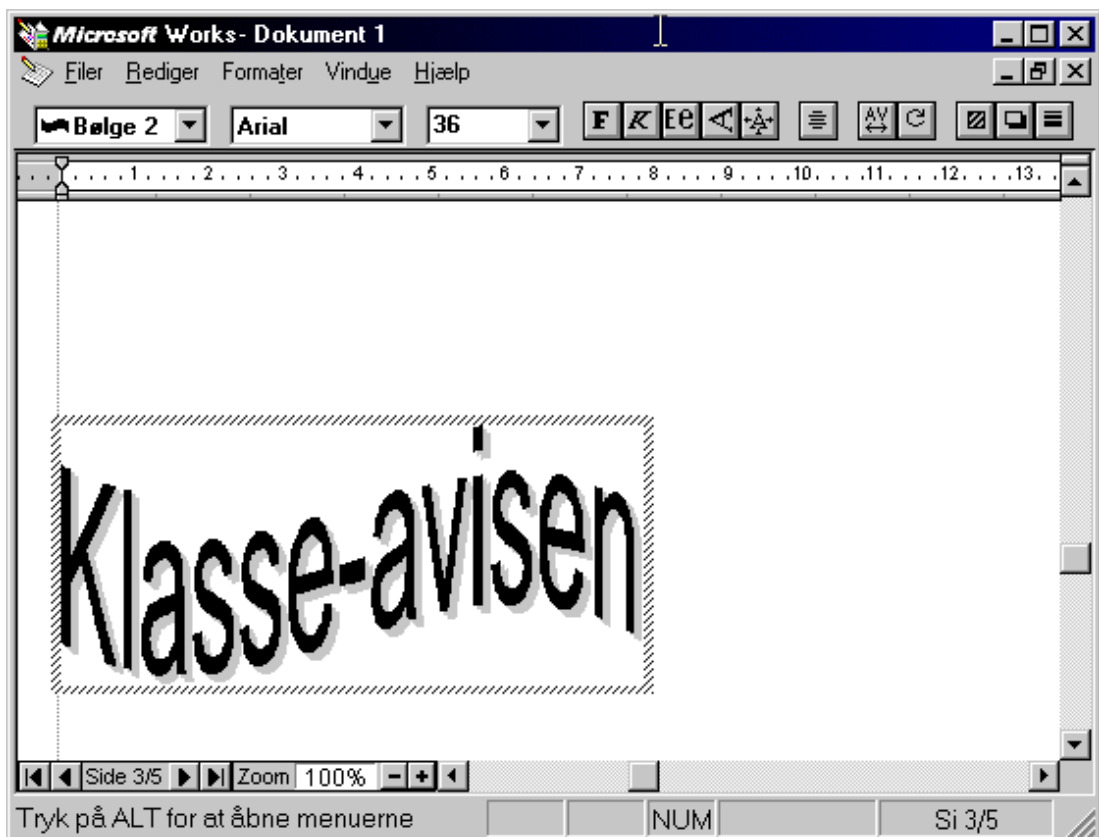 Microsoft Works- Dokument 1
Filer Rediger Formater Vindue Hjælp
Bølge 2 Arial 36 F K Ee A A AV
1 2 3 4 5 6 7 8 9 10 11 12 13
Klasse-avisen
Side 3/5 Zoom 100% - +
Tryk på ALT for at åbne menuerne NUM Si 3/5